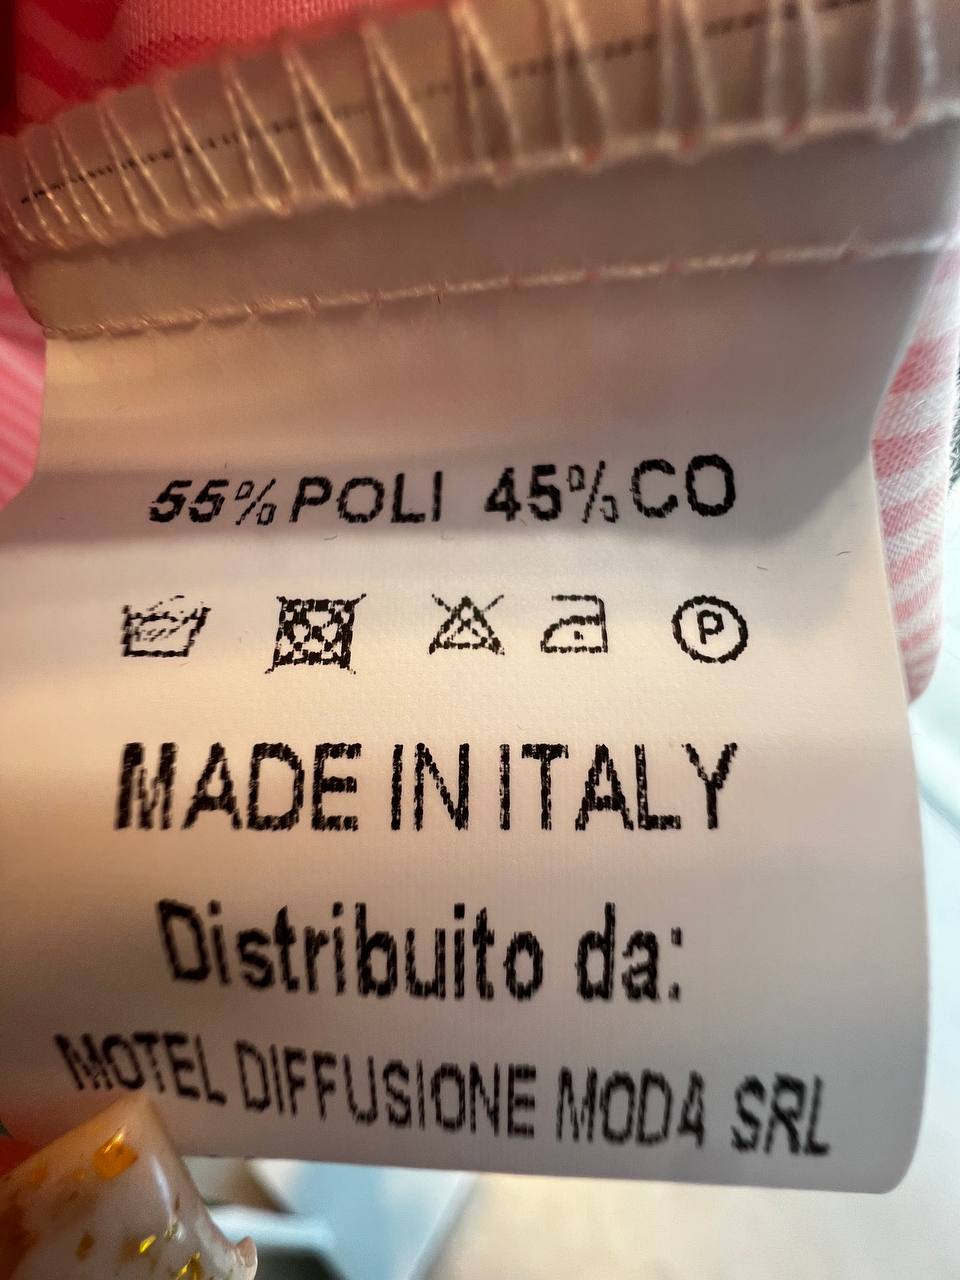 55% POLI 45% CO
P
MADE IN ITALY
Distribuito da:
MOTEL DIFFUSIONE MODA SRL